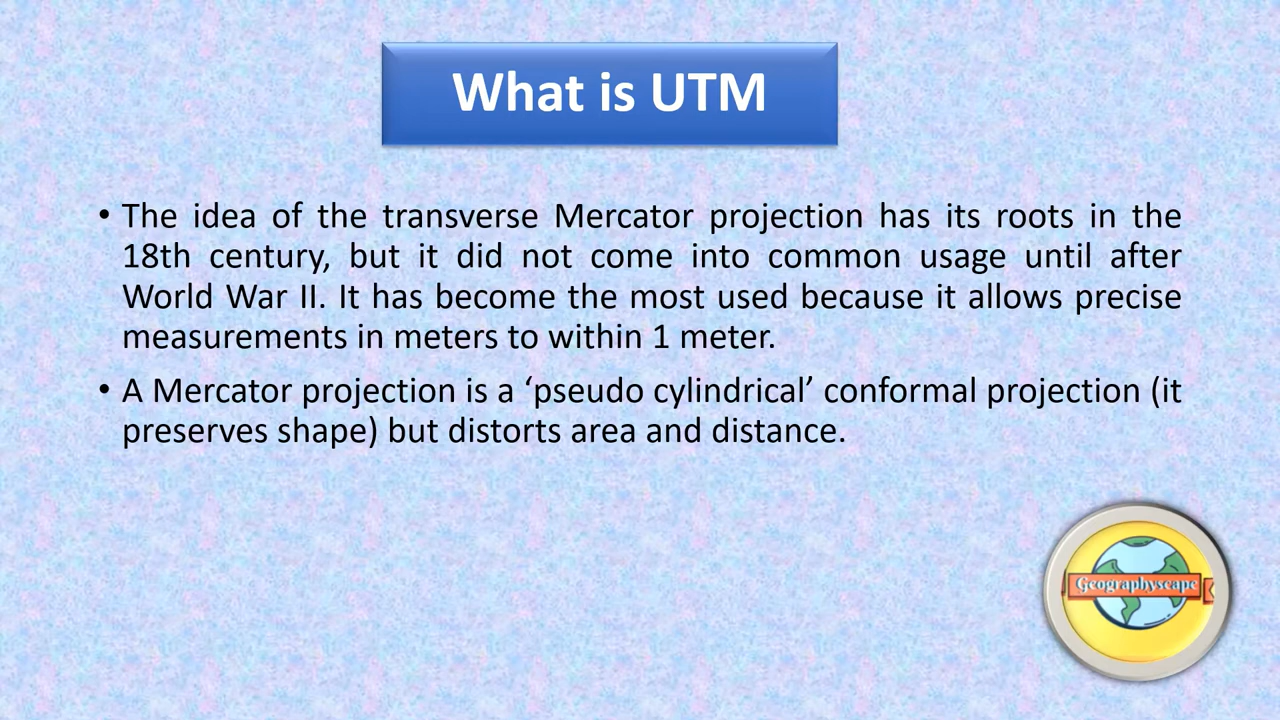 What is UTM
• The idea of the transverse Mercator projection has its roots in the
18th century, but it did not come into common usage until after
World War II. It has become the most used because it allows precise
measurements in meters to within 1 meter.
• A Mercator projection is a ‘pseudo cylindrical’ conformal projection (it
preserves shape) but distorts area and distance.
Geographyscape